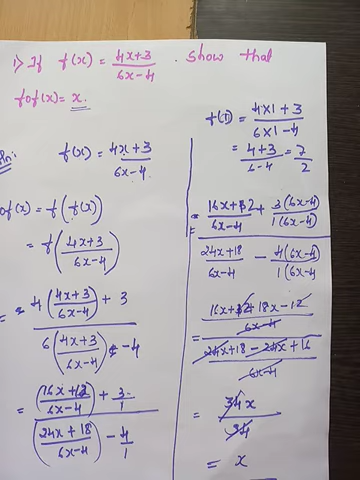 1) If f(x) = 4x+3 / 6x-4 . Show that
fof(x) = x.
f(x) = 4x+3 / 6x-4
of(x) = f(f(x))
= f(4x+3 / 6x-4)
= 4(4x+3 / 6x-4) + 3 / 6(4x+3 / 6x-4) - 4
= (16x+12 / 6x-4) + 3/1 / (24x+18 / 6x-4) - 4/1
f(1) = 4x1+3 / 6x1-4
= 4+3 / 6-4 = 7/2
= 16x+12 / 6x-4 + 3(6x-4) / 1(6x-4)
24x+18 / 6x-4 - 4(6x-4) / 1(6x-4)
= 16x+12+18x-12 / 6x-4
24x+18-24x+16 / 6x-4
= 34x / 34
= x